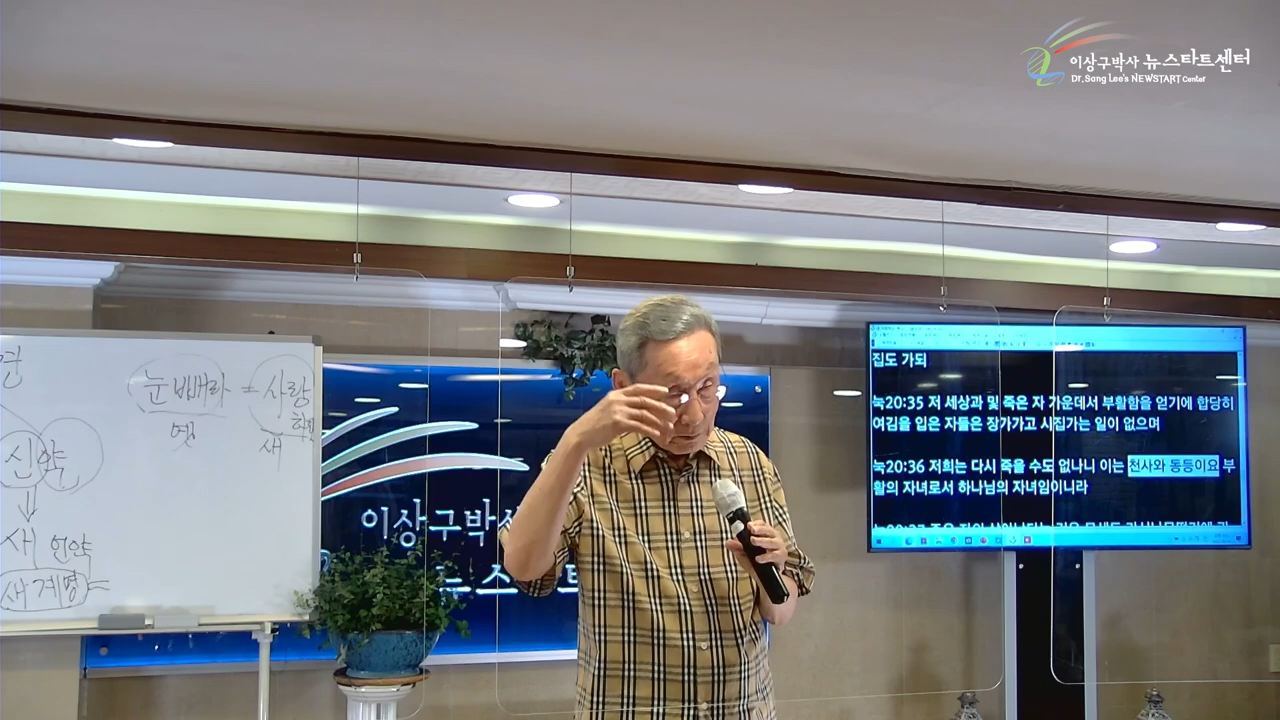 이상구박사 뉴스타트센터
Dr. Sang Lee's NEWSTART Center
눈 빼라 = 사랑
옛
새
신약
새 언약
새 계명
이상구박
뉴스타
집도 가되
눅20:35 저 세상과 및 죽은 자 가운데서 부활함을 얻기에 합당히
여김을 입은 자들은 장가가고 시집가는 일이 없으며
눅20:36 저희는 다시 죽을 수도 없나니 이는 천사와 동등이요 부
활의 자녀로서 하나님의 자녀임이니라